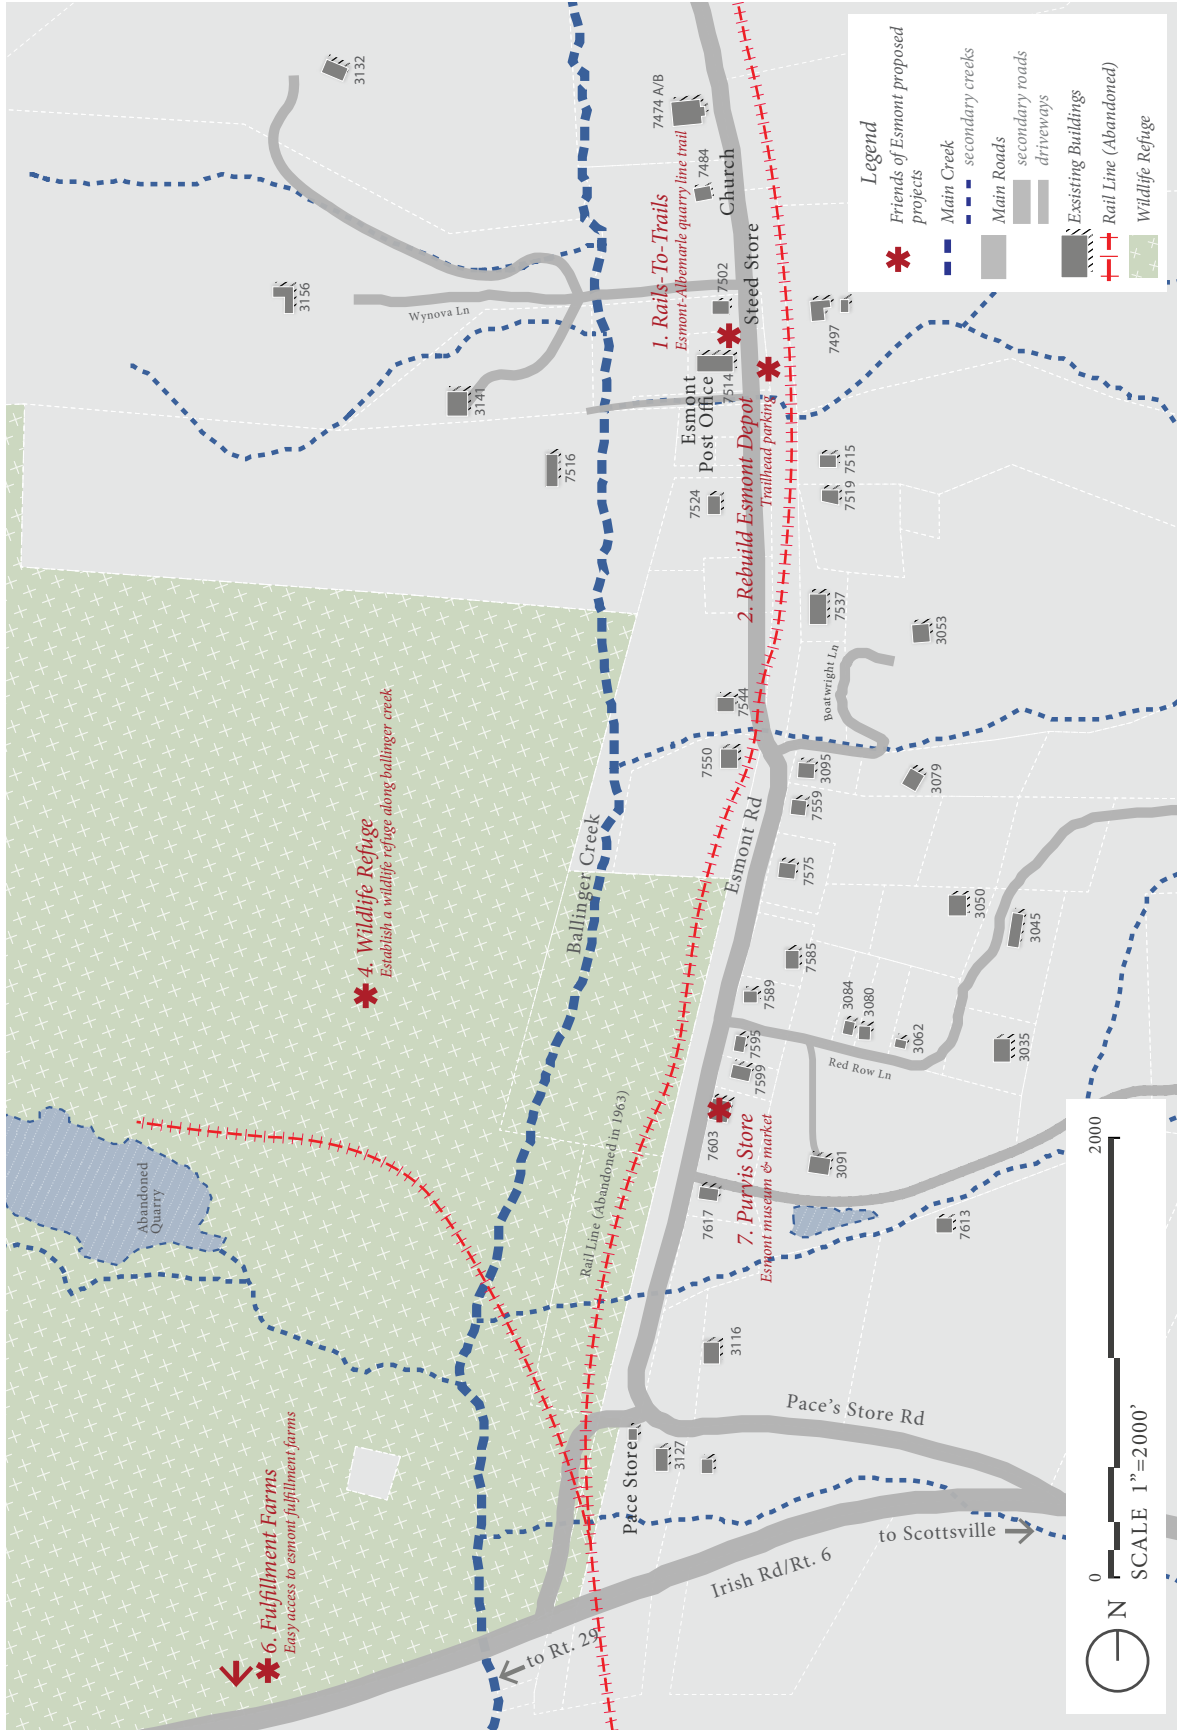 6. Fulfillment Farms
Easy access to esmont fulfillment farms
Abandoned
Quarry
4. Wildlife Refuge
Establish a wildlife refuge along ballinger creek
3156
3132
3141
Wynova Ln
7516
Ballinger Creek
Rail Line (Abandoned in 1963)
to Rt. 29
Pace Store
3127
3116
Irish Rd/Rt. 6
to Scottsville
Pace's Store Rd
7617
7603
7. Purvis Store
Esmont museum & market
7599
7595
7589
7585
7575
7559
3095
Esmont Rd
7550
7544
7524
Esmont
Post Office
7514
2. Rebuild Esmont Depot
Trailhead parking
1. Rails-To-Trails
Esmont-Albemarle quarry line trail
7502
Steed Store
7484
Church
7474 A/B
7497
7515
7519
7537
Boatwright Ln
3053
3079
3050
3045
3084
3080
3062
3035
Red Row Ln
3091
7613
N
0
2000
SCALE 1"=2000'
Legend
Friends of Esmont proposed
projects
Main Creek
secondary creeks
Main Roads
secondary roads
driveways
Exsisting Buildings
Rail Line (Abandoned)
Wildlife Refuge